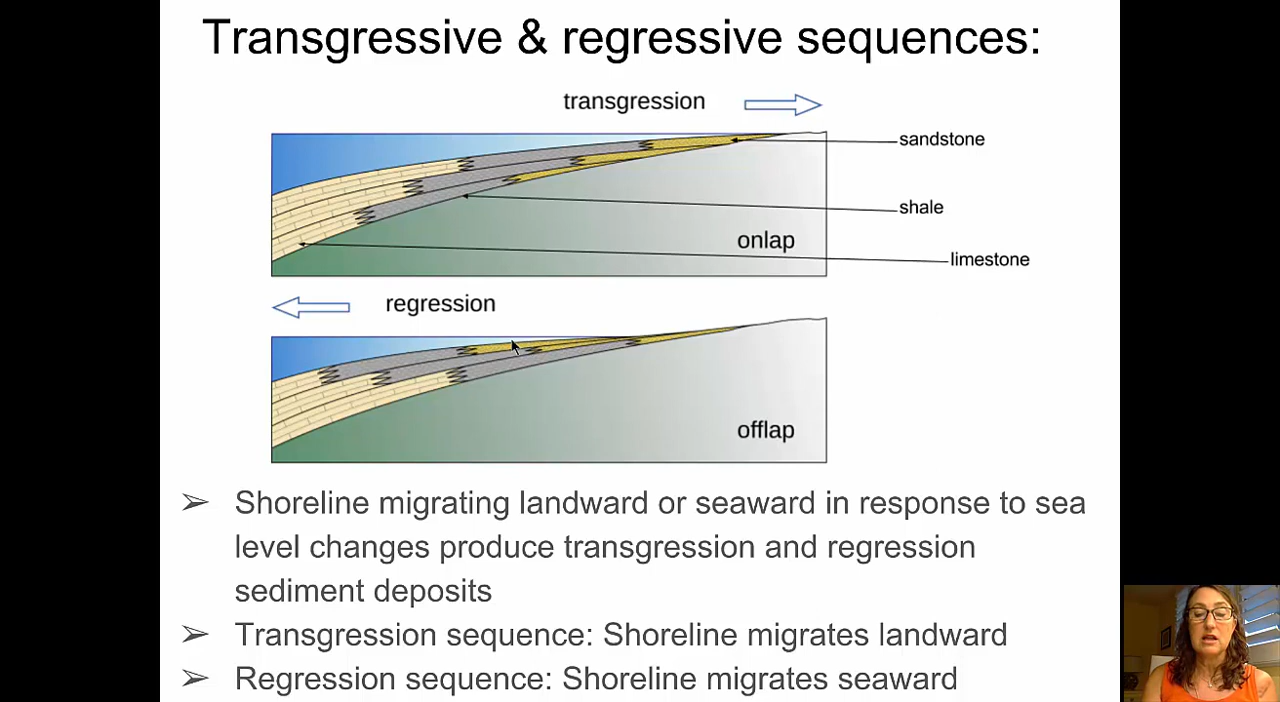 Transgressive & regressive sequences:
transgression
sandstone
shale
onlap
limestone
regression
offlap
➢ Shoreline migrating landward or seaward in response to sea
level changes produce transgression and regression
sediment deposits
➢ Transgression sequence: Shoreline migrates landward
➢ Regression sequence: Shoreline migrates seaward